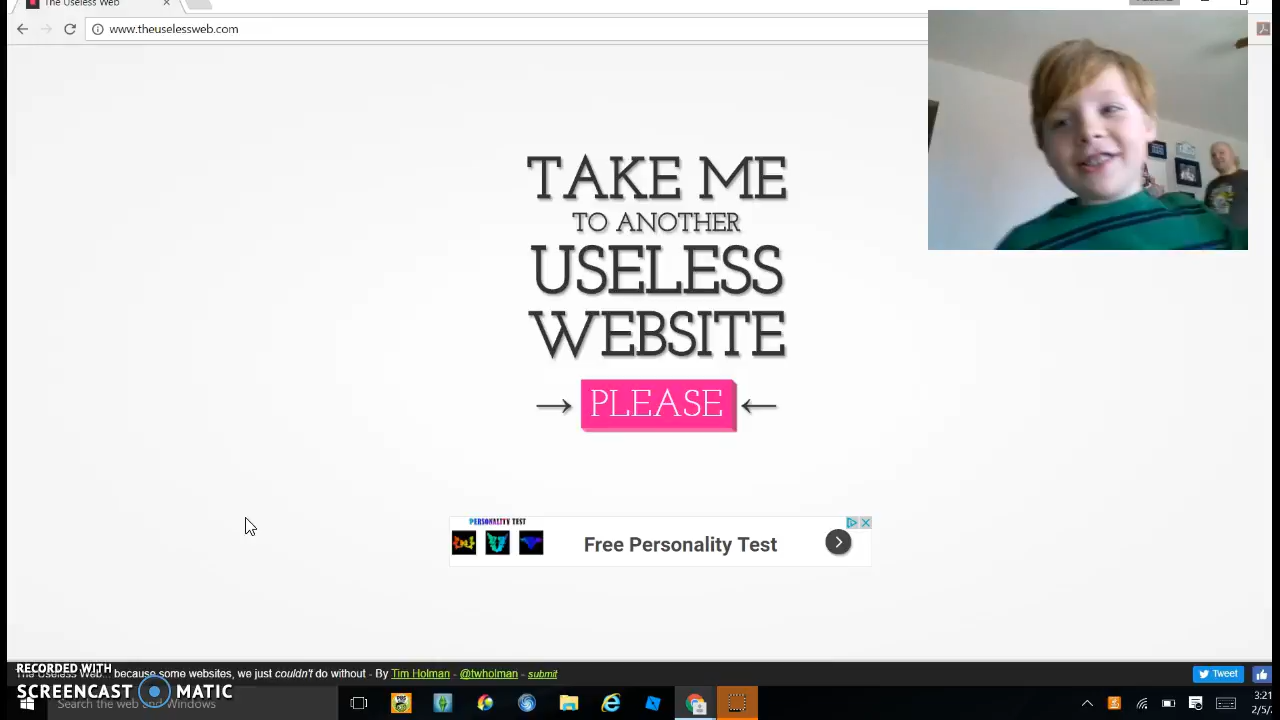 The Useless Web
www.theuselessweb.com
TAKE ME
TO ANOTHER
USELESS
WEBSITE
PLEASE
PERSONALITY TEST
Free Personality Test
The Useless Web... because some websites, we just couldn't do without - By Tim Holman - @twholman - submit
Tweet
RECORDED WITH
SCREENCAST MATIC
Search the web and Windows
3:21
2/5/